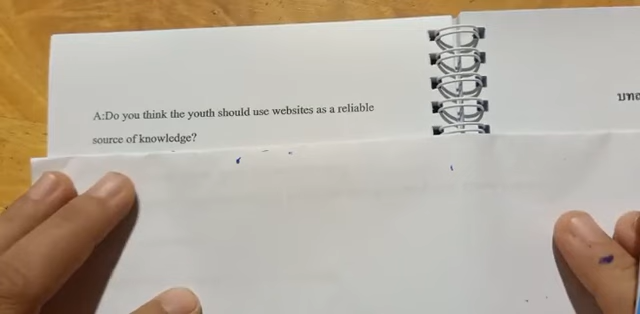 A:Do you think the youth should use websites as a reliable
source of knowledge?